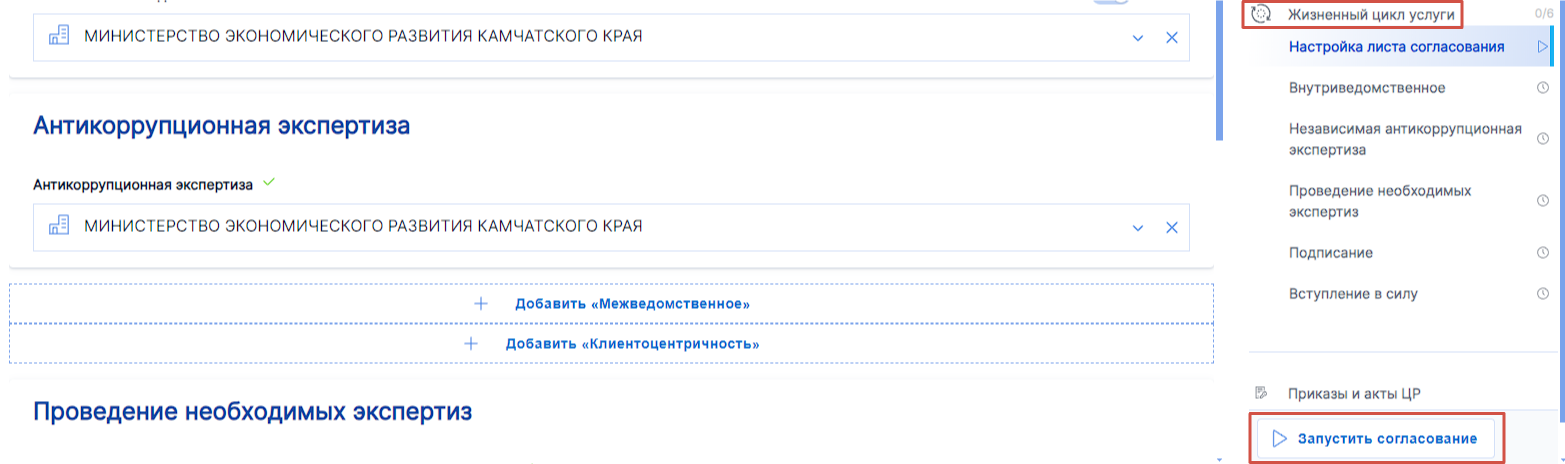 МИНИСТЕРСТВО ЭКОНОМИЧЕСКОГО РАЗВИТИЯ КАМЧАТСКОГО КРАЯ
Антикоррупционная экспертиза
Антикоррупционная экспертиза
МИНИСТЕРСТВО ЭКОНОМИЧЕСКОГО РАЗВИТИЯ КАМЧАТСКОГО КРАЯ
Добавить «Межведомственное»
Добавить «Клиентоцентричность»
Проведение необходимых экспертиз
Жизненный цикл услуги 0/6
Настройка листа согласования
Внутриведомственное
Независимая антикоррупционная
экспертиза
Проведение необходимых
экспертиз
Подписание
Вступление в силу
Приказы и акты ЦР
Запустить согласование